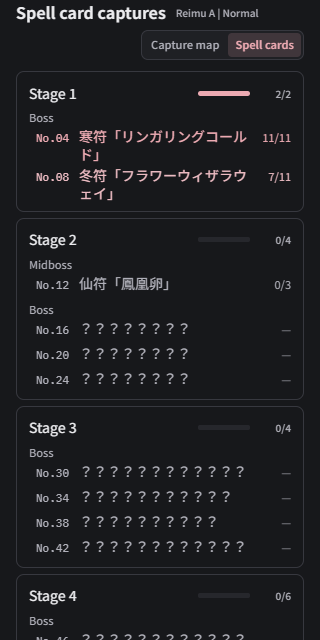 Spell card captures Reimu A | Normal
Capture map Spell cards
Stage 1 2/2
Boss
No.04 寒符「リンガリングコール 11/11
ド」
No.08 冬符「フラワーウィザラウ 7/11
ェイ」
Stage 2 0/4
Midboss
No.12 仙符「鳳凰卵」 0/3
Boss
No.16 ？？？？？？？？ —
No.20 ？？？？？？？？ —
No.24 ？？？？？？？？ —
Stage 3 0/4
Boss
No.30 ？？？？？？？？？？？？ —
No.34 ？？？？？？？？？？？ —
No.38 ？？？？？？？？？？ —
No.42 ？？？？？？？？？？？？ —
Stage 4 0/6
Boss